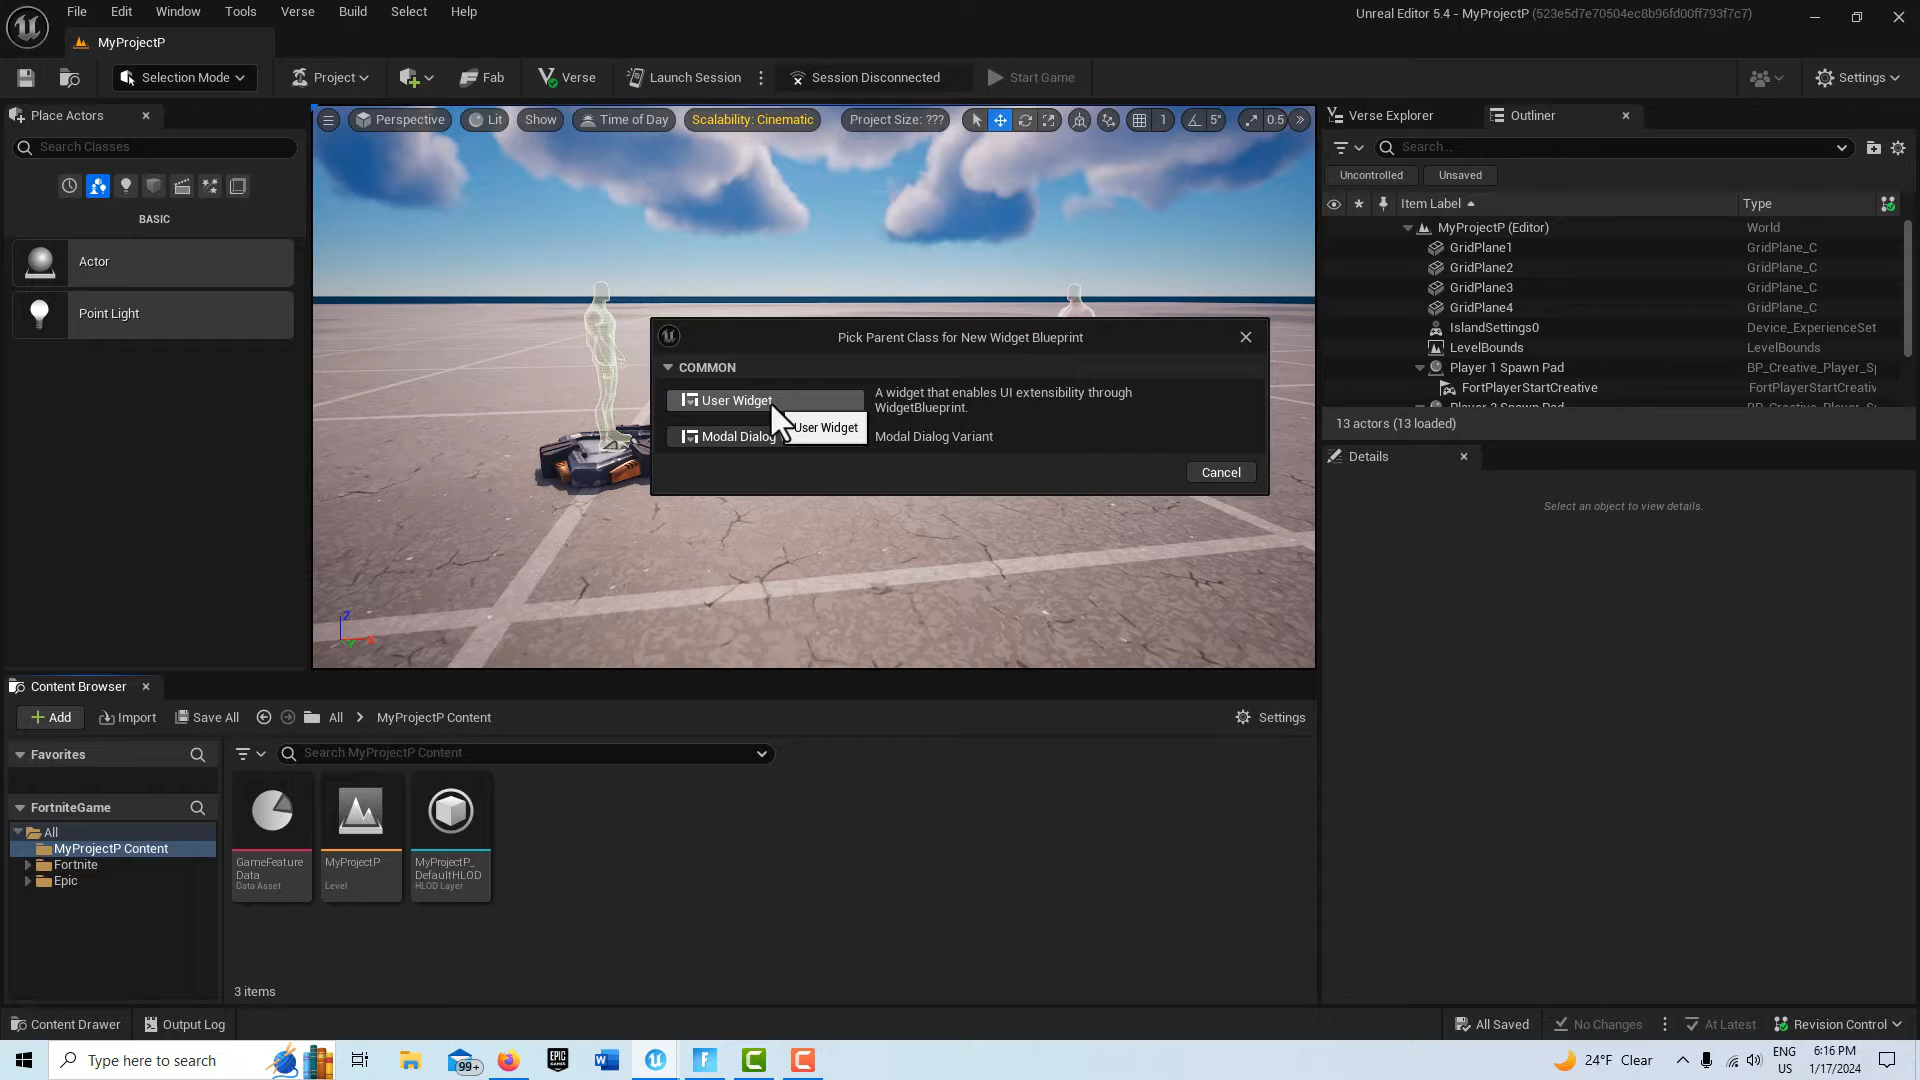 File Edit Window Tools Verse Build Select Help
Unreal Editor 5.4 - MyProjectP (523e5d7e70504ec8b96fd00ff793f7c7)
MyProjectP
Selection Mode Project Fab Verse Launch Session Session Disconnected Start Game Settings
Place Actors
Search Classes
BASIC
Actor
Point Light
Perspective Lit Show Time of Day Scalability: Cinematic Project Size: ??? 1 5° 0.5
Z
X
Y
Pick Parent Class for New Widget Blueprint
COMMON
User Widget
A widget that enables UI extensibility through
WidgetBlueprint.
User Widget
Modal Dialog
Modal Dialog Variant
Cancel
Verse Explorer Outliner
Search...
Uncontrolled Unsaved
Item Label Type
MyProjectP (Editor) World
GridPlane1 GridPlane_C
GridPlane2 GridPlane_C
GridPlane3 GridPlane_C
GridPlane4 GridPlane_C
IslandSettings0 Device_ExperienceSet
LevelBounds LevelBounds
Player 1 Spawn Pad BP_Creative_Player_Sp
FortPlayerStartCreative FortPlayerStartCreativ
13 actors (13 loaded)
Details
Select an object to view details.
Content Browser
Add Import Save All All MyProjectP Content Settings
Favorites
Search MyProjectP Content
FortniteGame
All
MyProjectP Content
Fortnite
Epic
GameFeature
Data
Data Asset
MyProjectP
Level
MyProjectP_
DefaultHLOD
HLOD Layer
3 items
Content Drawer Output Log All Saved No Changes At Latest Revision Control
Type here to search
99+
EPIC
GAMES
24°F Clear
ENG
US
6:16 PM
1/17/2024